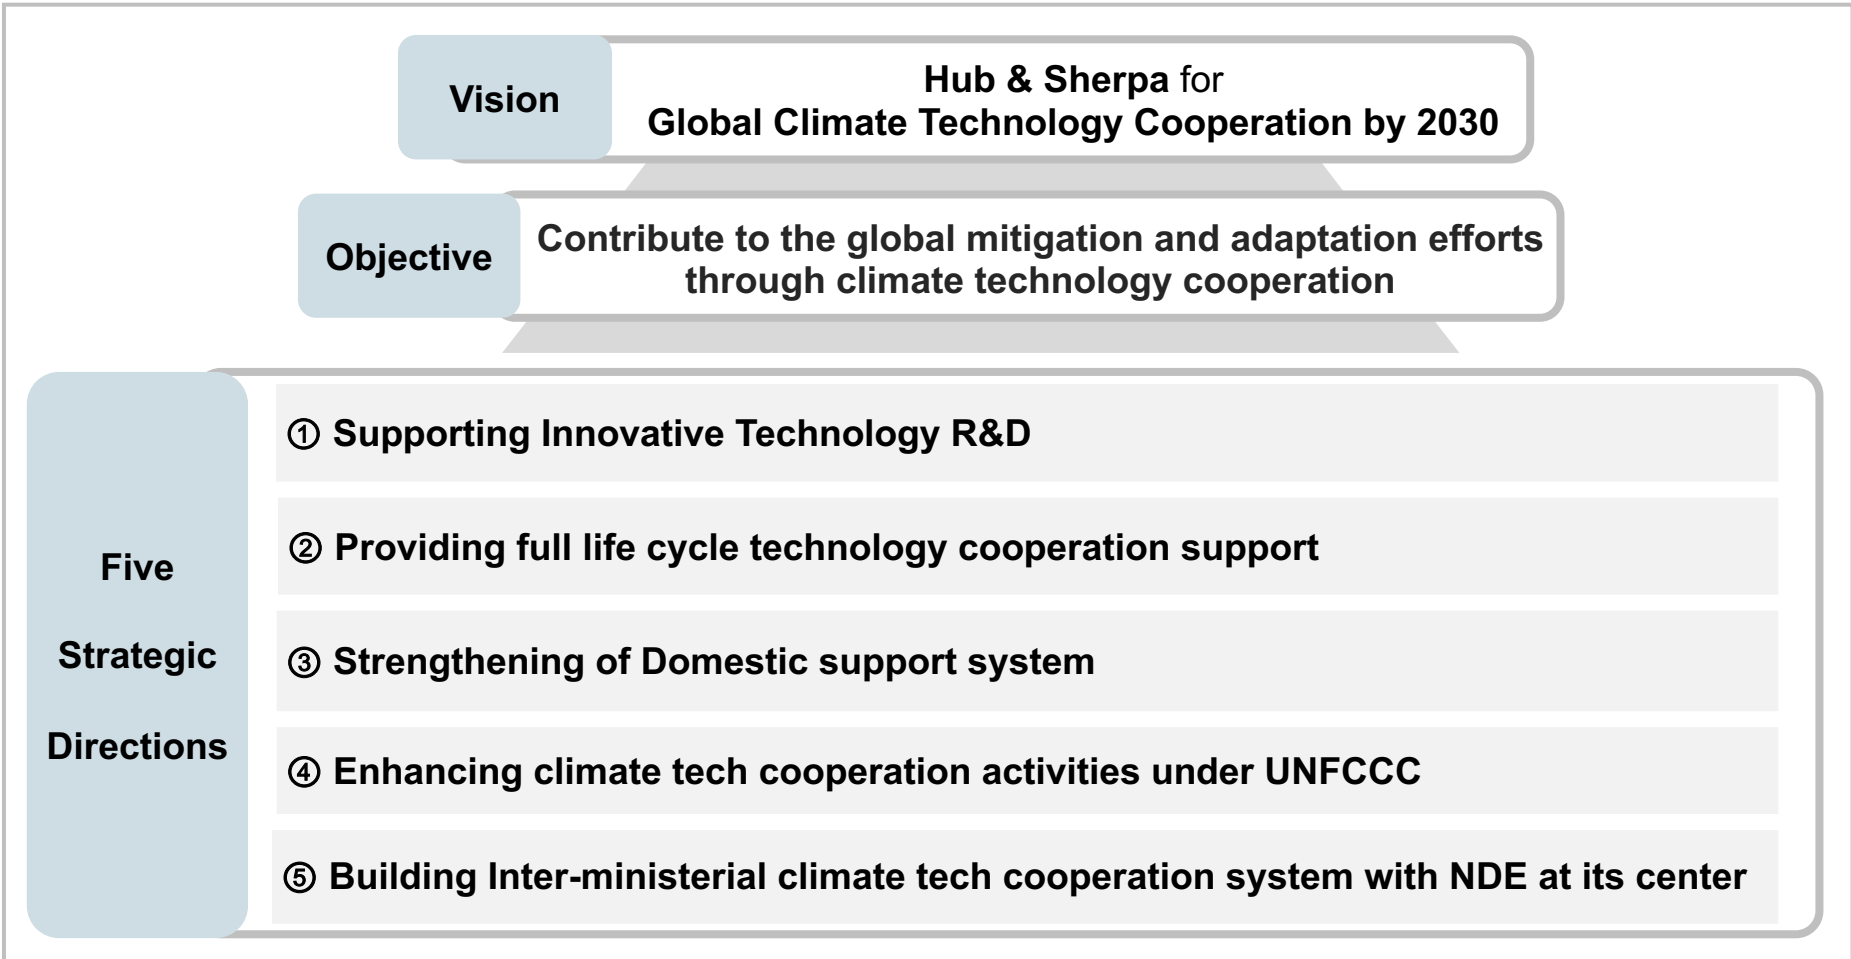 Vision
Hub & Sherpa for
Global Climate Technology Cooperation by 2030
Objective
Contribute to the global mitigation and adaptation efforts
through climate technology cooperation
Five
Strategic
Directions
① Supporting Innovative Technology R&D
② Providing full life cycle technology cooperation support
③ Strengthening of Domestic support system
④ Enhancing climate tech cooperation activities under UNFCCC
⑤ Building Inter-ministerial climate tech cooperation system with NDE at its center